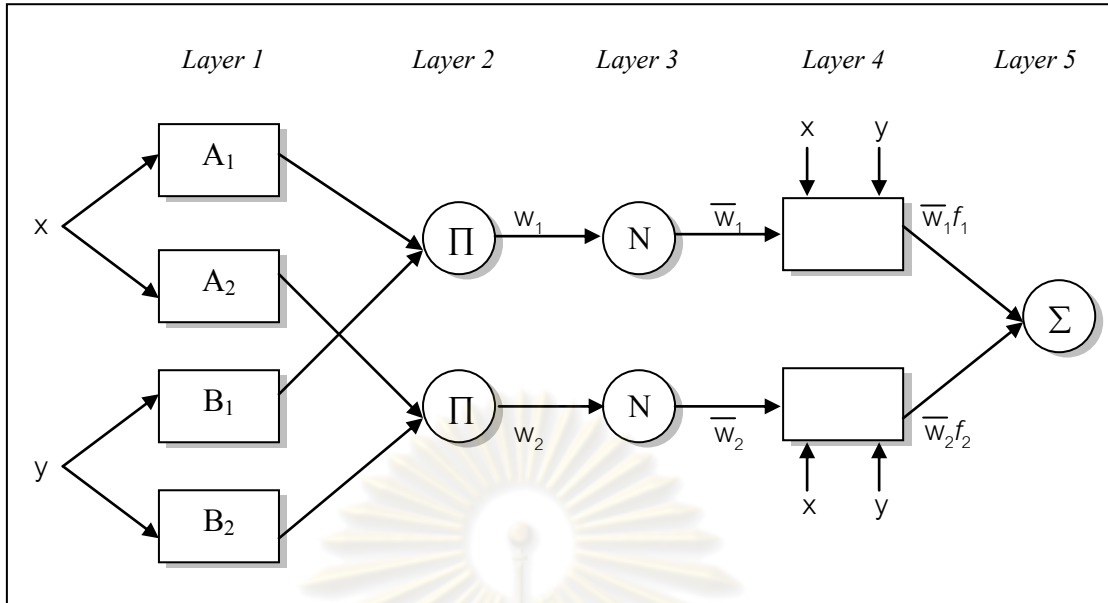 Layer 1 Layer 2 Layer 3 Layer 4 Layer 5
x y
A₁
x
∏ w₁ N w̅₁ w̅₁f₁
A₂
∑
B₁
∏ w₂ N w̅₂ w̅₂f₂
y
B₂
x y